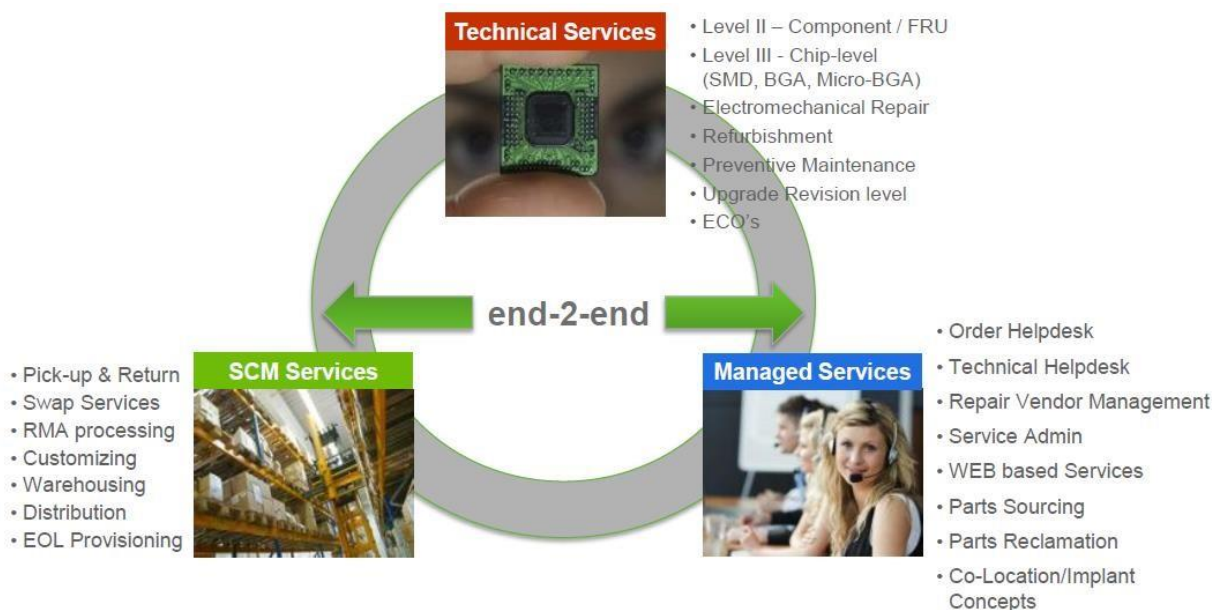 Technical Services
• Level II – Component / FRU
• Level III - Chip-level
(SMD, BGA, Micro-BGA)
• Electromechanical Repair
• Refurbishment
• Preventive Maintenance
• Upgrade Revision level
• ECO's
end-2-end
SCM Services
• Pick-up & Return
• Swap Services
• RMA processing
• Customizing
• Warehousing
• Distribution
• EOL Provisioning
Managed Services
• Order Helpdesk
• Technical Helpdesk
• Repair Vendor Management
• Service Admin
• WEB based Services
• Parts Sourcing
• Parts Reclamation
• Co-Location/Implant
Concepts